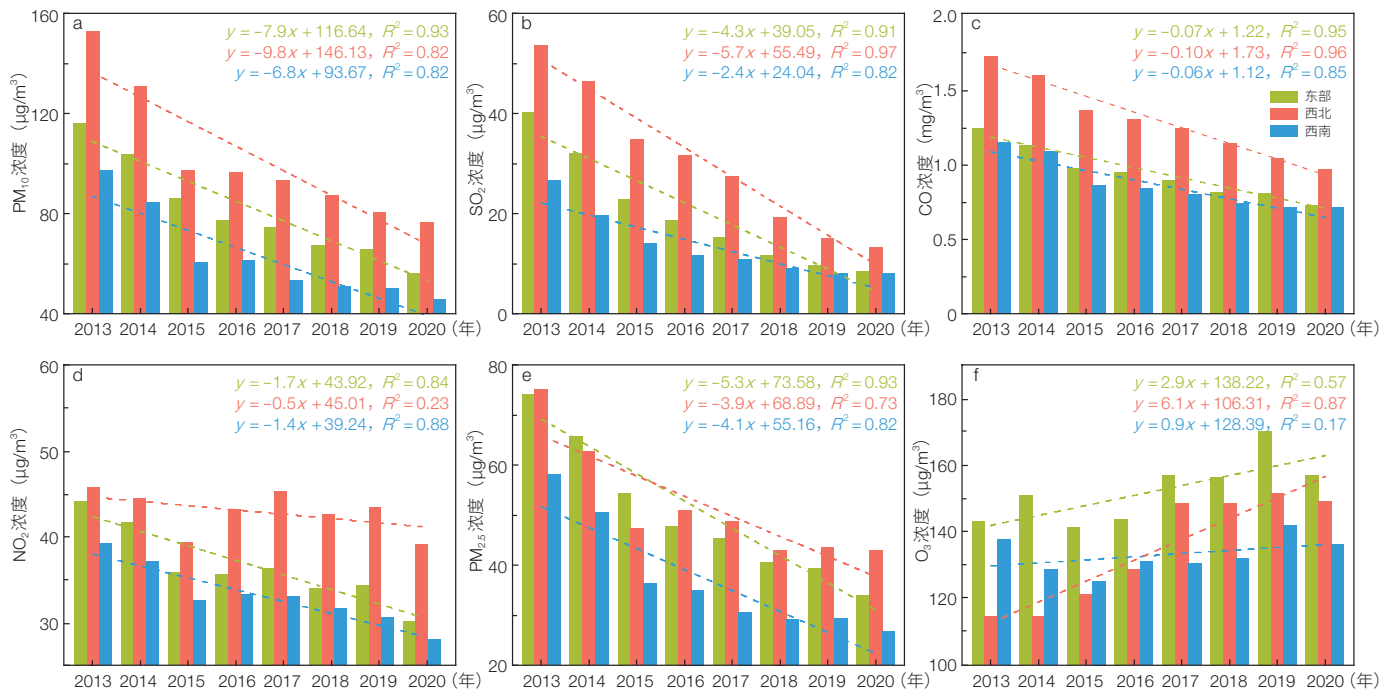 a
y=-7.9x+116.64, R²=0.93
y=-9.8x+146.13, R²=0.82
y=-6.8x+93.67, R²=0.82
PM₁₀浓度（μg/m³）
160
120
80
40
2013 2014 2015 2016 2017 2018 2019 2020（年）
b
y=-4.3x+39.05, R²=0.91
y=-5.7x+55.49, R²=0.97
y=-2.4x+24.04, R²=0.82
SO₂浓度（μg/m³）
60
40
20
0
2013 2014 2015 2016 2017 2018 2019 2020（年）
c
y=-0.07x+1.22, R²=0.95
y=-0.10x+1.73, R²=0.96
y=-0.06x+1.12, R²=0.85
东部
西北
西南
CO浓度（mg/m³）
2.0
1.5
1.0
0.5
0
2013 2014 2015 2016 2017 2018 2019 2020（年）
d
y=-1.7x+43.92, R²=0.84
y=-0.5x+45.01, R²=0.23
y=-1.4x+39.24, R²=0.88
NO₂浓度（μg/m³）
60
50
40
30
2013 2014 2015 2016 2017 2018 2019 2020（年）
e
y=-5.3x+73.58, R²=0.93
y=-3.9x+68.89, R²=0.73
y=-4.1x+55.16, R²=0.82
PM₂.₅浓度（μg/m³）
80
60
40
20
2013 2014 2015 2016 2017 2018 2019 2020（年）
f
y=2.9x+138.22, R²=0.57
y=6.1x+106.31, R²=0.87
y=0.9x+128.39, R²=0.17
O₃浓度（μg/m³）
190
180
160
140
120
100
2013 2014 2015 2016 2017 2018 2019 2020（年）